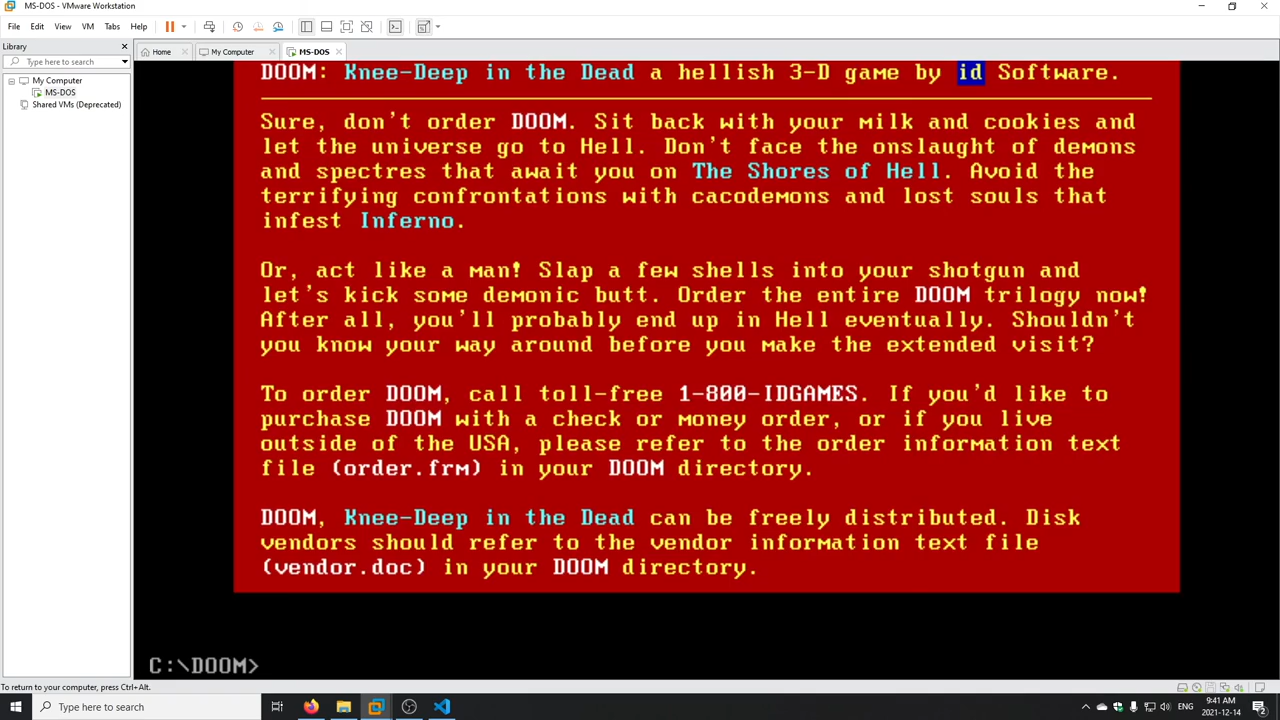 MS-DOS - VMware Workstation
File Edit View VM Tabs Help
Library
Type here to search
My Computer
MS-DOS
Shared VMs (Deprecated)
Home
My Computer
MS-DOS
DOOM: Knee-Deep in the Dead a hellish 3-D game by id Software.
Sure, don't order DOOM. Sit back with your milk and cookies and
let the universe go to Hell. Don't face the onslaught of demons
and spectres that await you on The Shores of Hell. Avoid the
terrifying confrontations with cacodemons and lost souls that
infest Inferno.
Or, act like a man! Slap a few shells into your shotgun and
let's kick some demonic butt. Order the entire DOOM trilogy now!
After all, you'll probably end up in Hell eventually. Shouldn't
you know your way around before you make the extended visit?
To order DOOM, call toll-free 1-800-IDGAMES. If you'd like to
purchase DOOM with a check or money order, or if you live
outside of the USA, please refer to the order information text
file (order.frm) in your DOOM directory.
DOOM, Knee-Deep in the Dead can be freely distributed. Disk
vendors should refer to the vendor information text file
(vendor.doc) in your DOOM directory.
C:\DOOM>
To return to your computer, press Ctrl+Alt.
Type here to search
ENG
9:41 AM
2021-12-14
2